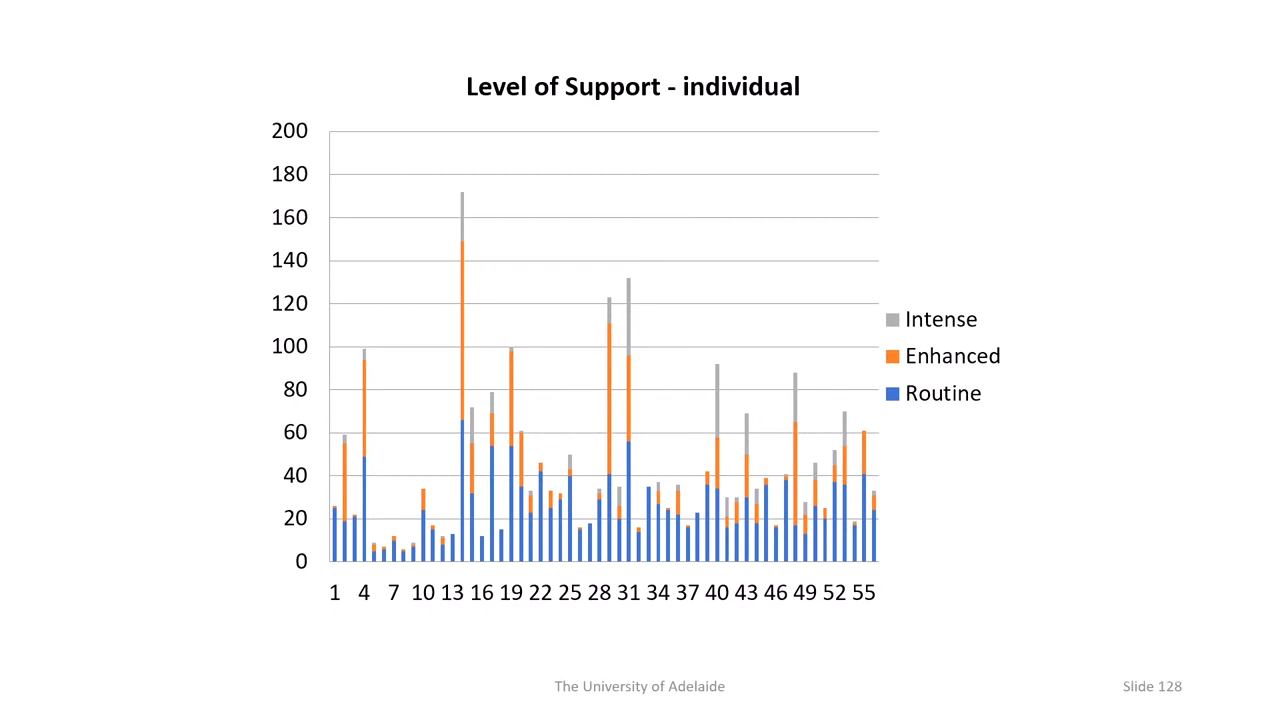 Level of Support - individual
200
180
160
140
120
100
80
60
40
20
0
1 4 7 10 13 16 19 22 25 28 31 34 37 40 43 46 49 52 55
Intense
Enhanced
Routine
The University of Adelaide
Slide 128